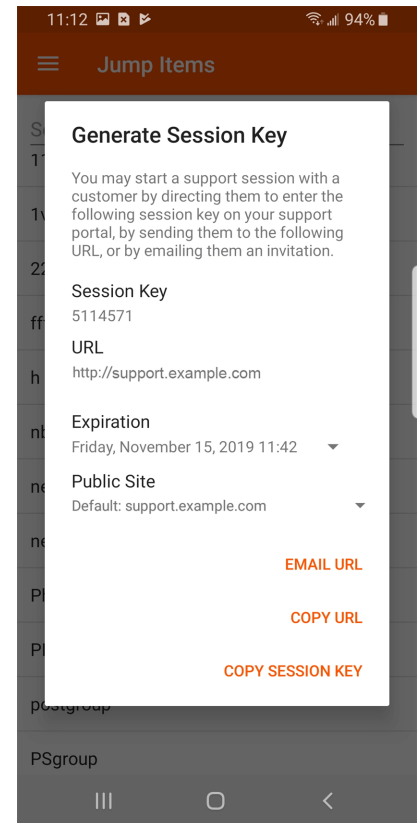 11:12 94%
Jump Items
Generate Session Key
You may start a support session with a
customer by directing them to enter the
following session key on your support
portal, by sending them to the following
URL, or by emailing them an invitation.
Session Key
5114571
URL
http://support.example.com
Expiration
Friday, November 15, 2019 11:42
Public Site
Default: support.example.com
EMAIL URL
COPY URL
COPY SESSION KEY
postgroup
PSgroup